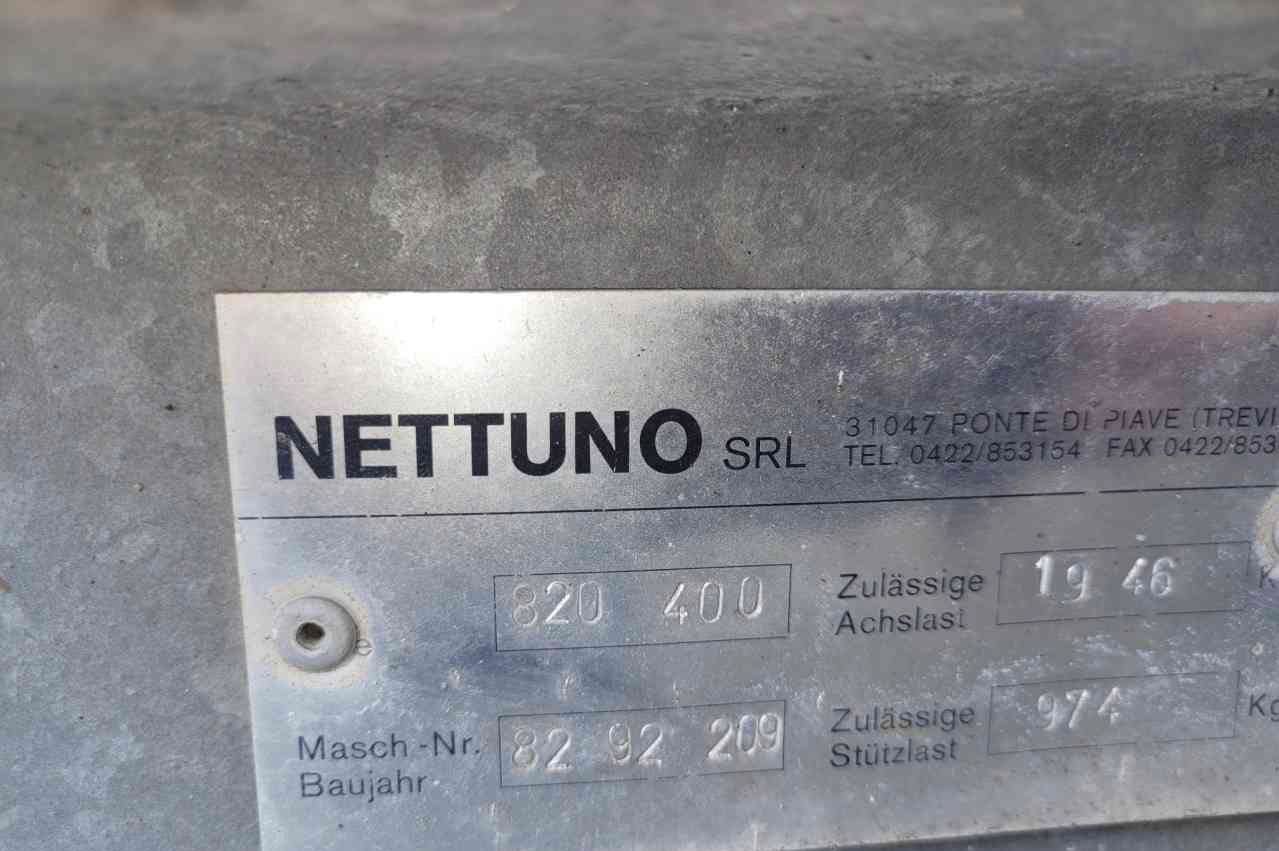 NETTUNO SRL
31047 PONTE DI PIAVE (TREVI
TEL. 0422/853154 FAX 0422/853
e 820 400
Zulässige Achslast 19 46 K
Masch-Nr. Baujahr 82 92 209
Zulässige Stützlast 974 Kg